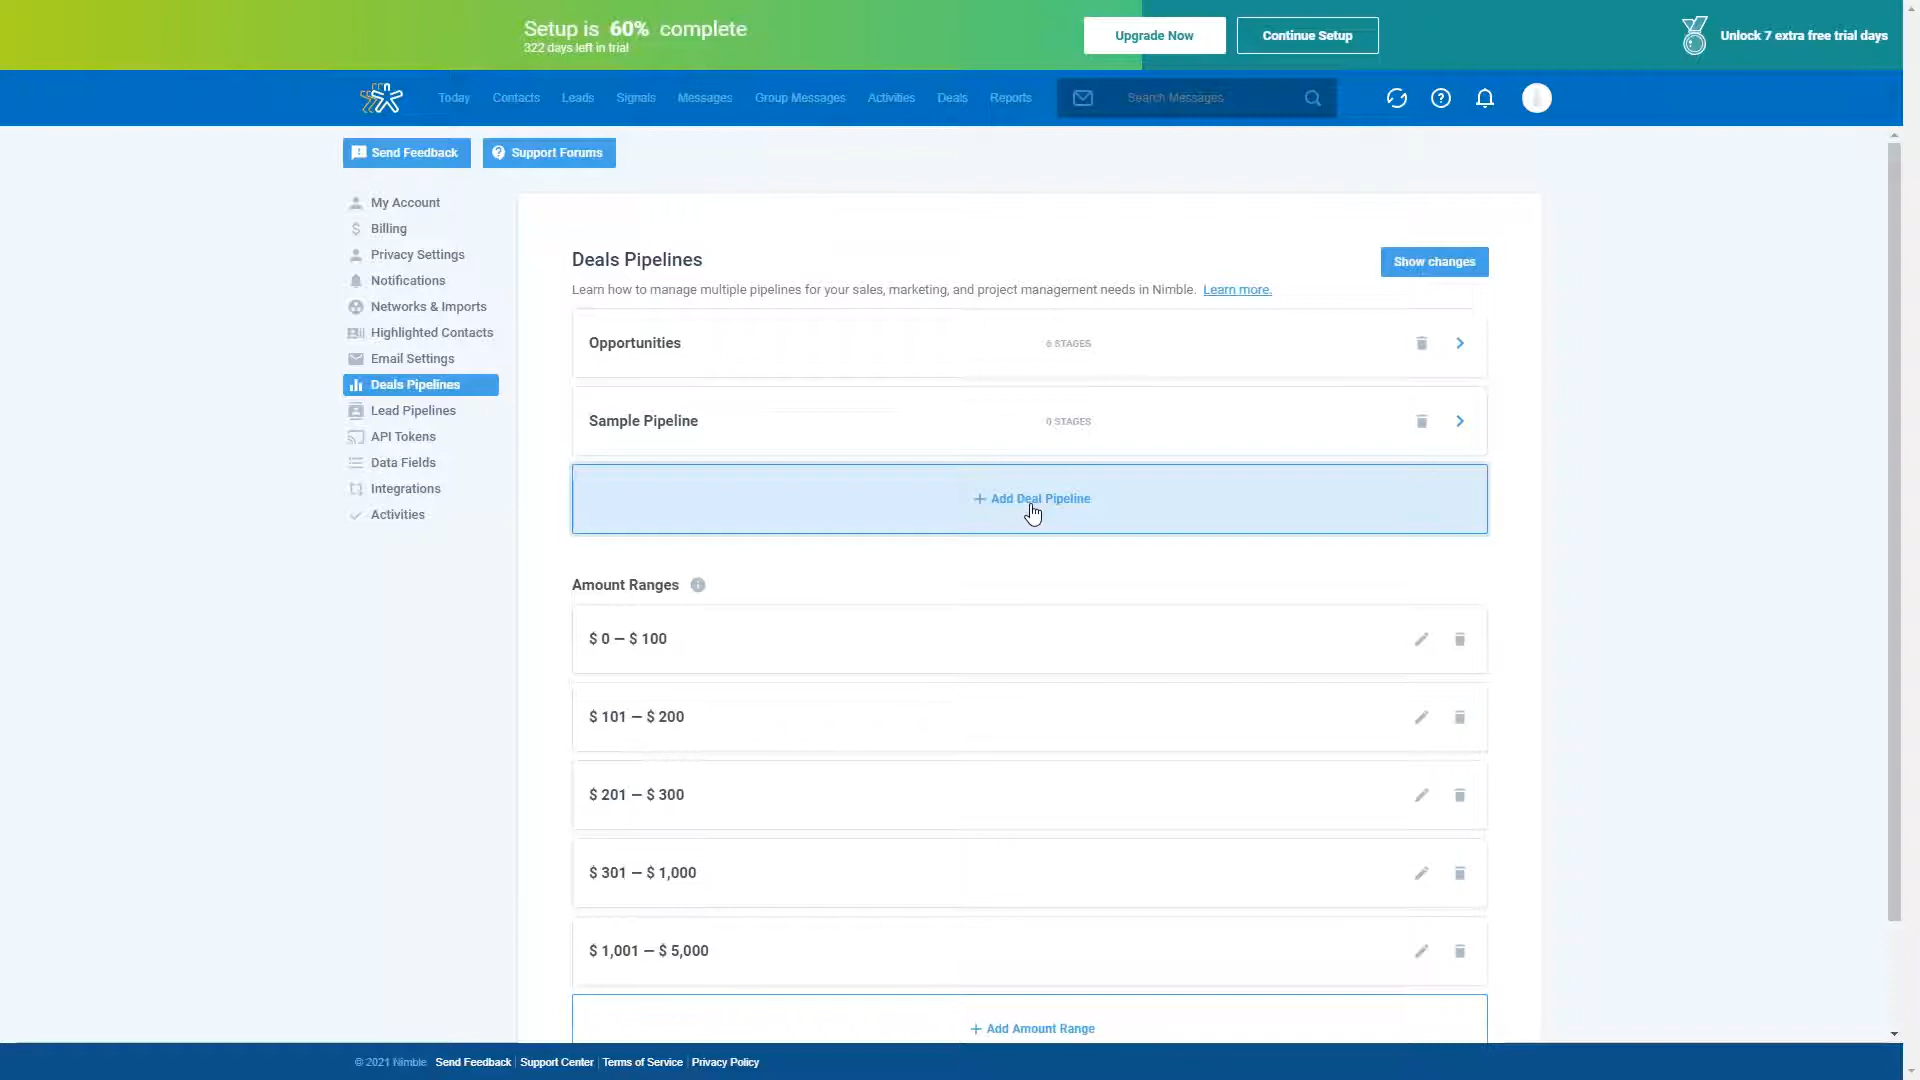 Setup is 60% complete
322 days left in trial
Upgrade Now
Continue Setup
Unlock 7 extra free trial days
Today
Contacts
Leads
Signals
Messages
Group Messages
Activities
Deals
Reports
Search Messages
Send Feedback
Support Forums
My Account
Billing
Privacy Settings
Notifications
Networks & Imports
Highlighted Contacts
Email Settings
Deals Pipelines
Lead Pipelines
API Tokens
Data Fields
Integrations
Activities
Deals Pipelines
Show changes
Learn how to manage multiple pipelines for your sales, marketing, and project management needs in Nimble. Learn more.
Opportunities
6 STAGES
Sample Pipeline
0 STAGES
+ Add Deal Pipeline
Amount Ranges
$ 0 — $ 100
$ 101 — $ 200
$ 201 — $ 300
$ 301 — $ 1,000
$ 1,001 — $ 5,000
+ Add Amount Range
© 2021 Nimble Send Feedback | Support Center | Terms of Service | Privacy Policy